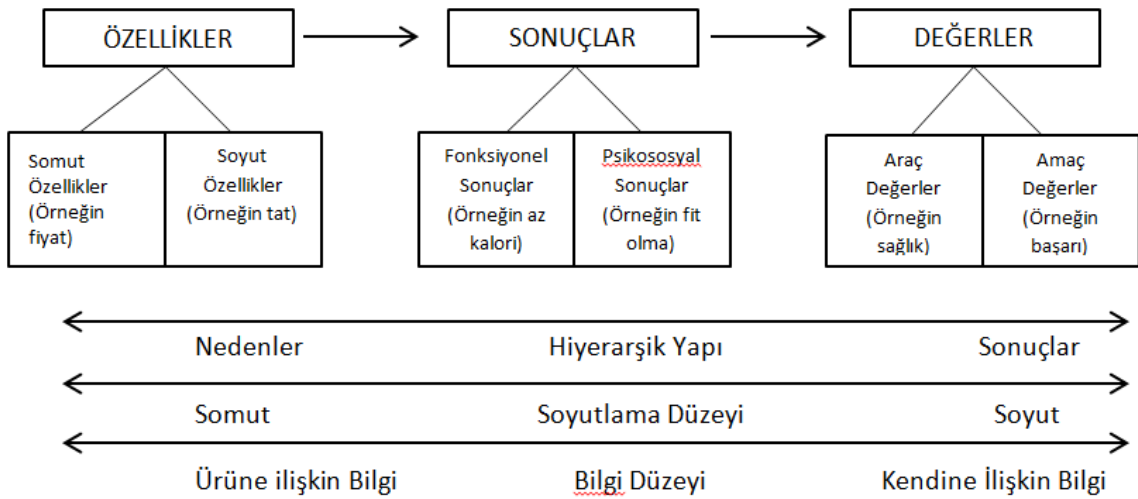 ÖZELLİKLER
SONUÇLAR
DEĞERLER
Somut
Özellikler
(Örneğin
fiyat)
Soyut
Özellikler
(Örneğin tat)
Fonksiyonel
Sonuçlar
(Örneğin az
kalori)
Psikososyal
Sonuçlar
(Örneğin fit
olma)
Araç
Değerler
(Örneğin
sağlık)
Amaç
Değerler
(Örneğin
başarı)
Nedenler Hiyerarşik Yapı Sonuçlar
Somut Soyutlama Düzeyi Soyut
Ürüne ilişkin Bilgi Bilgi Düzeyi Kendine İlişkin Bilgi